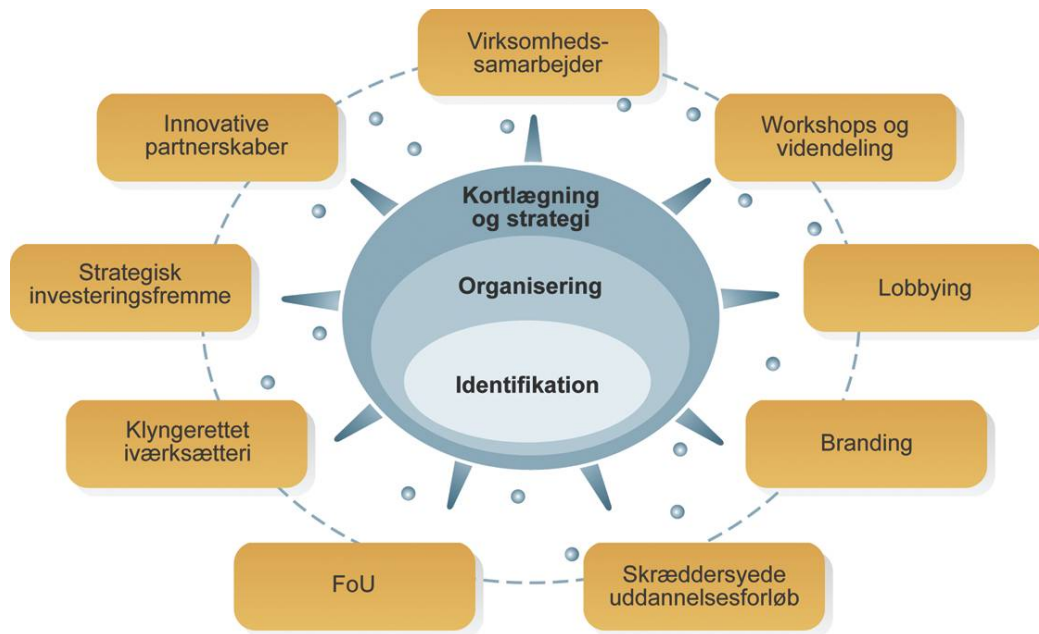 Virksomheds-
samarbejder
Innovative
partnerskaber
Workshops og
videndeling
Kortlægning
og strategi
Strategisk
investeringsfremme
Organisering
Lobbying
Identifikation
Klyngerettet
iværksætteri
Branding
FoU
Skræddersyede
uddannelsesforløb